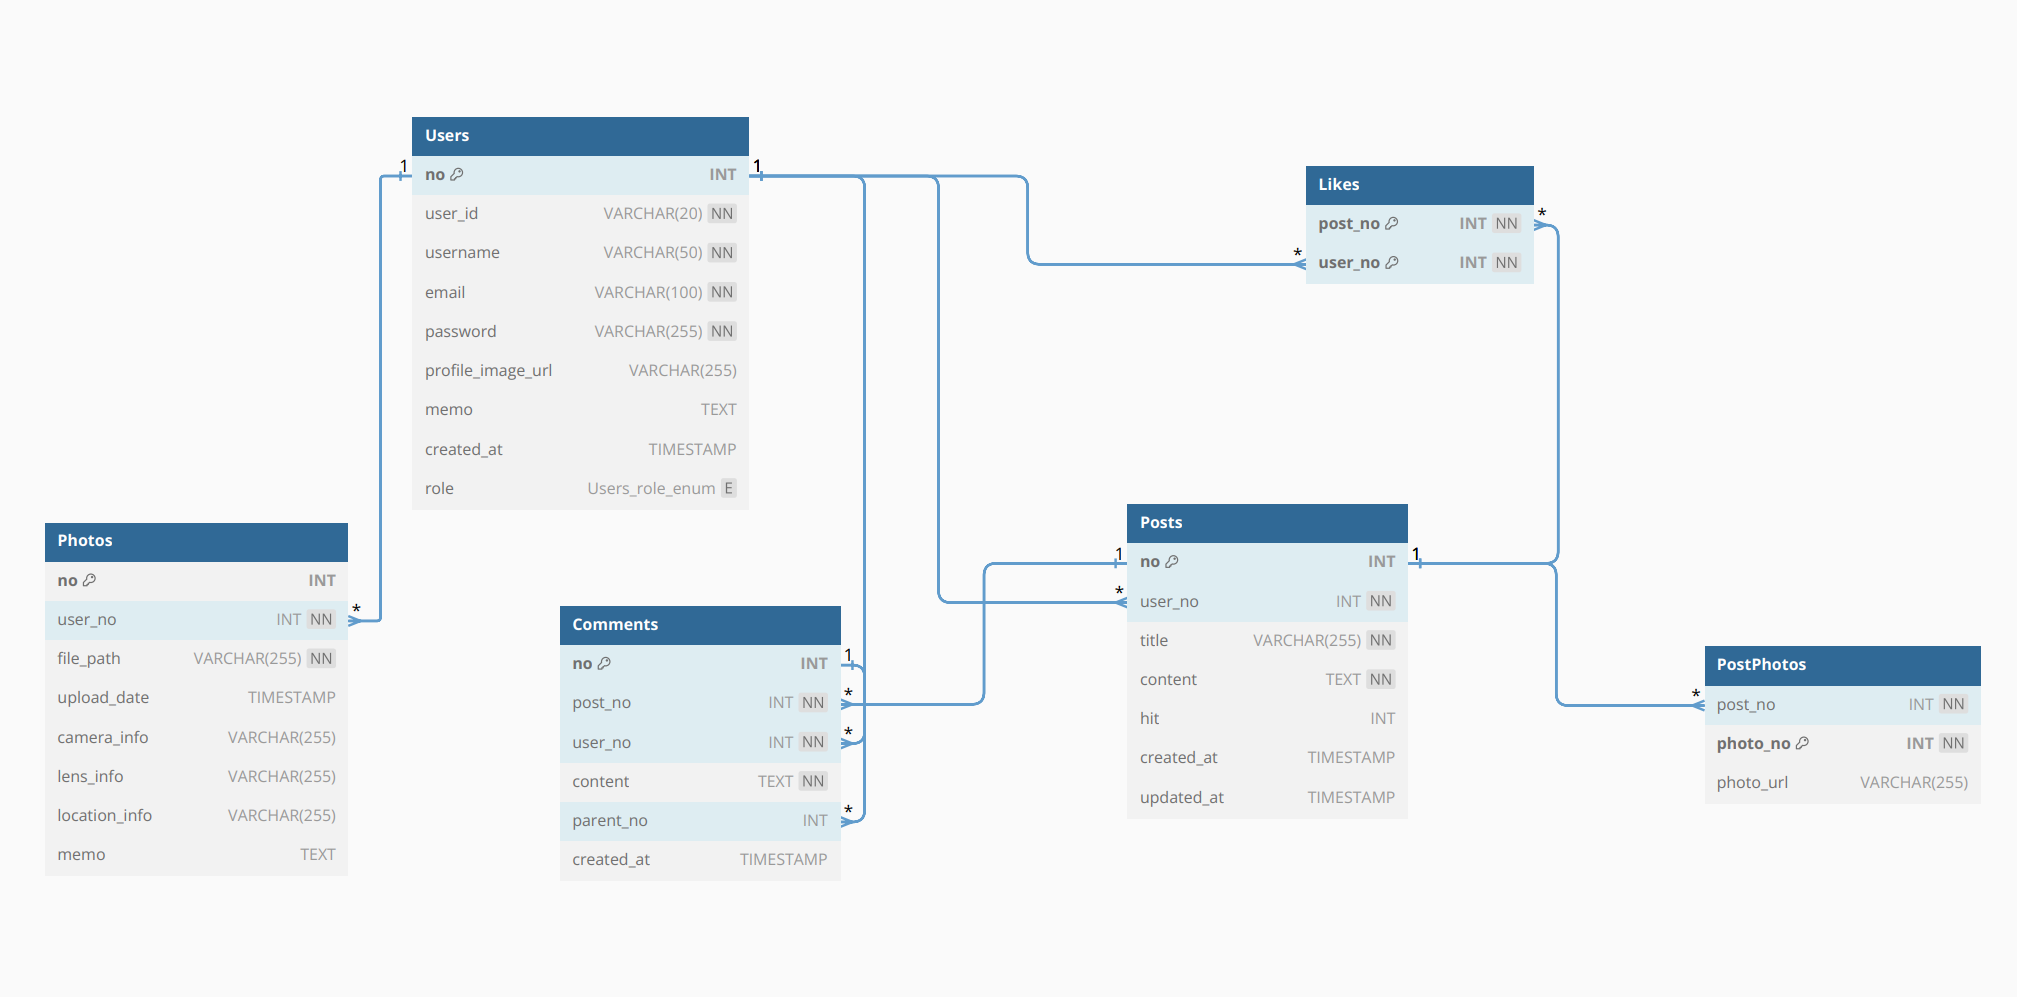 Users
1 no INT 1
user_id VARCHAR(20) NN
username VARCHAR(50) NN
email VARCHAR(100) NN
password VARCHAR(255) NN
profile_image_url VARCHAR(255)
memo TEXT
created_at TIMESTAMP
role Users_role_enum E
Likes
post_no INT NN *
* user_no INT NN
Photos
no INT
user_no INT NN *
file_path VARCHAR(255) NN
upload_date TIMESTAMP
camera_info VARCHAR(255)
lens_info VARCHAR(255)
location_info VARCHAR(255)
memo TEXT
Comments
no INT 1
post_no INT NN *
user_no INT NN *
content TEXT NN
parent_no INT *
created_at TIMESTAMP
Posts
1 no INT 1
* user_no INT NN
title VARCHAR(255) NN
content TEXT NN
hit INT
created_at TIMESTAMP
updated_at TIMESTAMP
PostPhotos
* post_no INT NN
photo_no INT NN
photo_url VARCHAR(255)